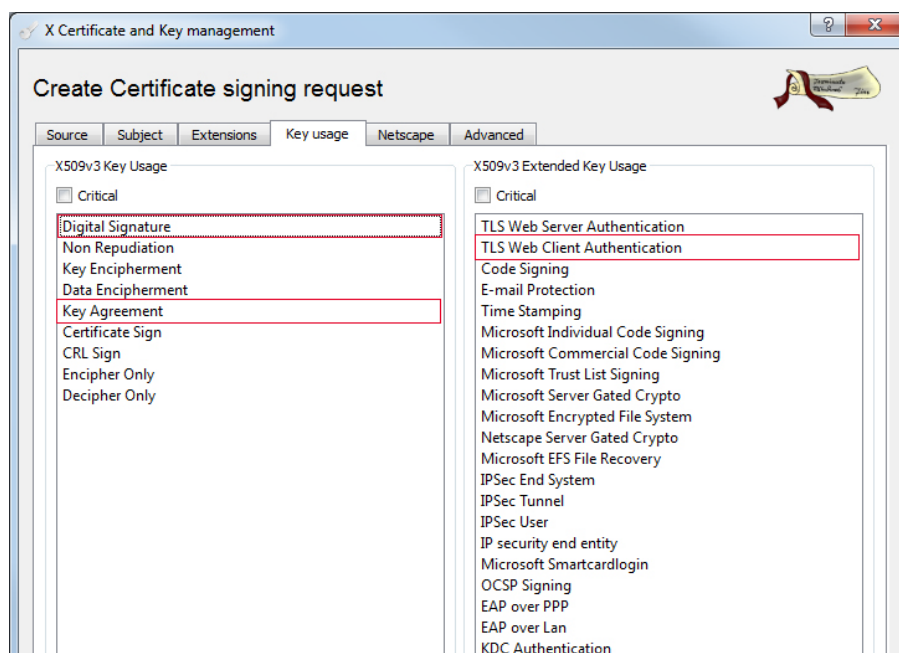 X Certificate and Key management
Create Certificate signing request
Source Subject Extensions Key usage Netscape Advanced
X509v3 Key Usage
Critical
Digital Signature
Non Repudiation
Key Encipherment
Data Encipherment
Key Agreement
Certificate Sign
CRL Sign
Encipher Only
Decipher Only
X509v3 Extended Key Usage
Critical
TLS Web Server Authentication
TLS Web Client Authentication
Code Signing
E-mail Protection
Time Stamping
Microsoft Individual Code Signing
Microsoft Commercial Code Signing
Microsoft Trust List Signing
Microsoft Server Gated Crypto
Microsoft Encrypted File System
Netscape Server Gated Crypto
Microsoft EFS File Recovery
IPSec End System
IPSec Tunnel
IPSec User
IP security end entity
Microsoft Smartcardlogin
OCSP Signing
EAP over PPP
EAP over Lan
KDC Authentication